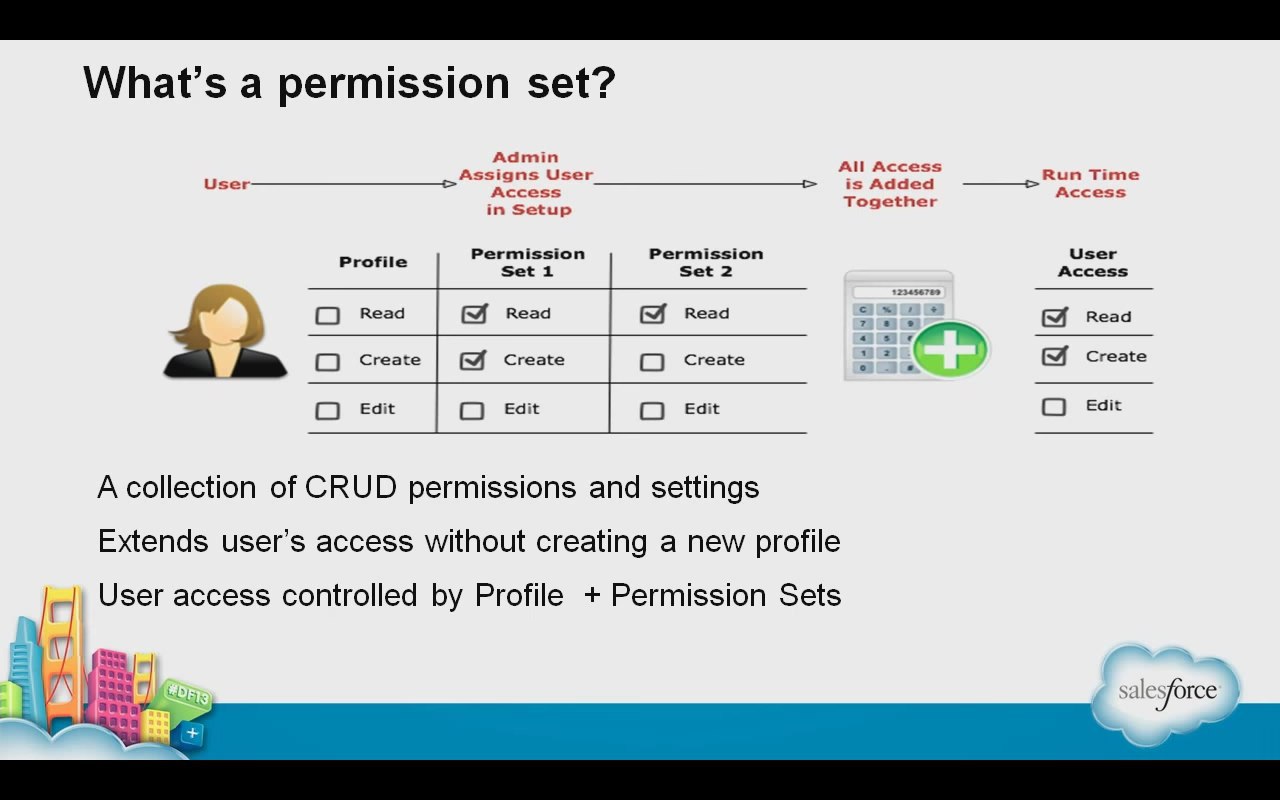 What's a permission set?
User
Admin
Assigns User
Access
in Setup
All Access
is Added
Together
Run Time
Access
Profile
Permission
Set 1
Permission
Set 2
User
Access
Read
Read
Read
Read
Create
Create
Create
Create
Edit
Edit
Edit
Edit
123456789
C % / ÷
7 8 9
4 5
1 2
0 . #
A collection of CRUD permissions and settings
Extends user's access without creating a new profile
User access controlled by Profile + Permission Sets
#DF13
salesforce